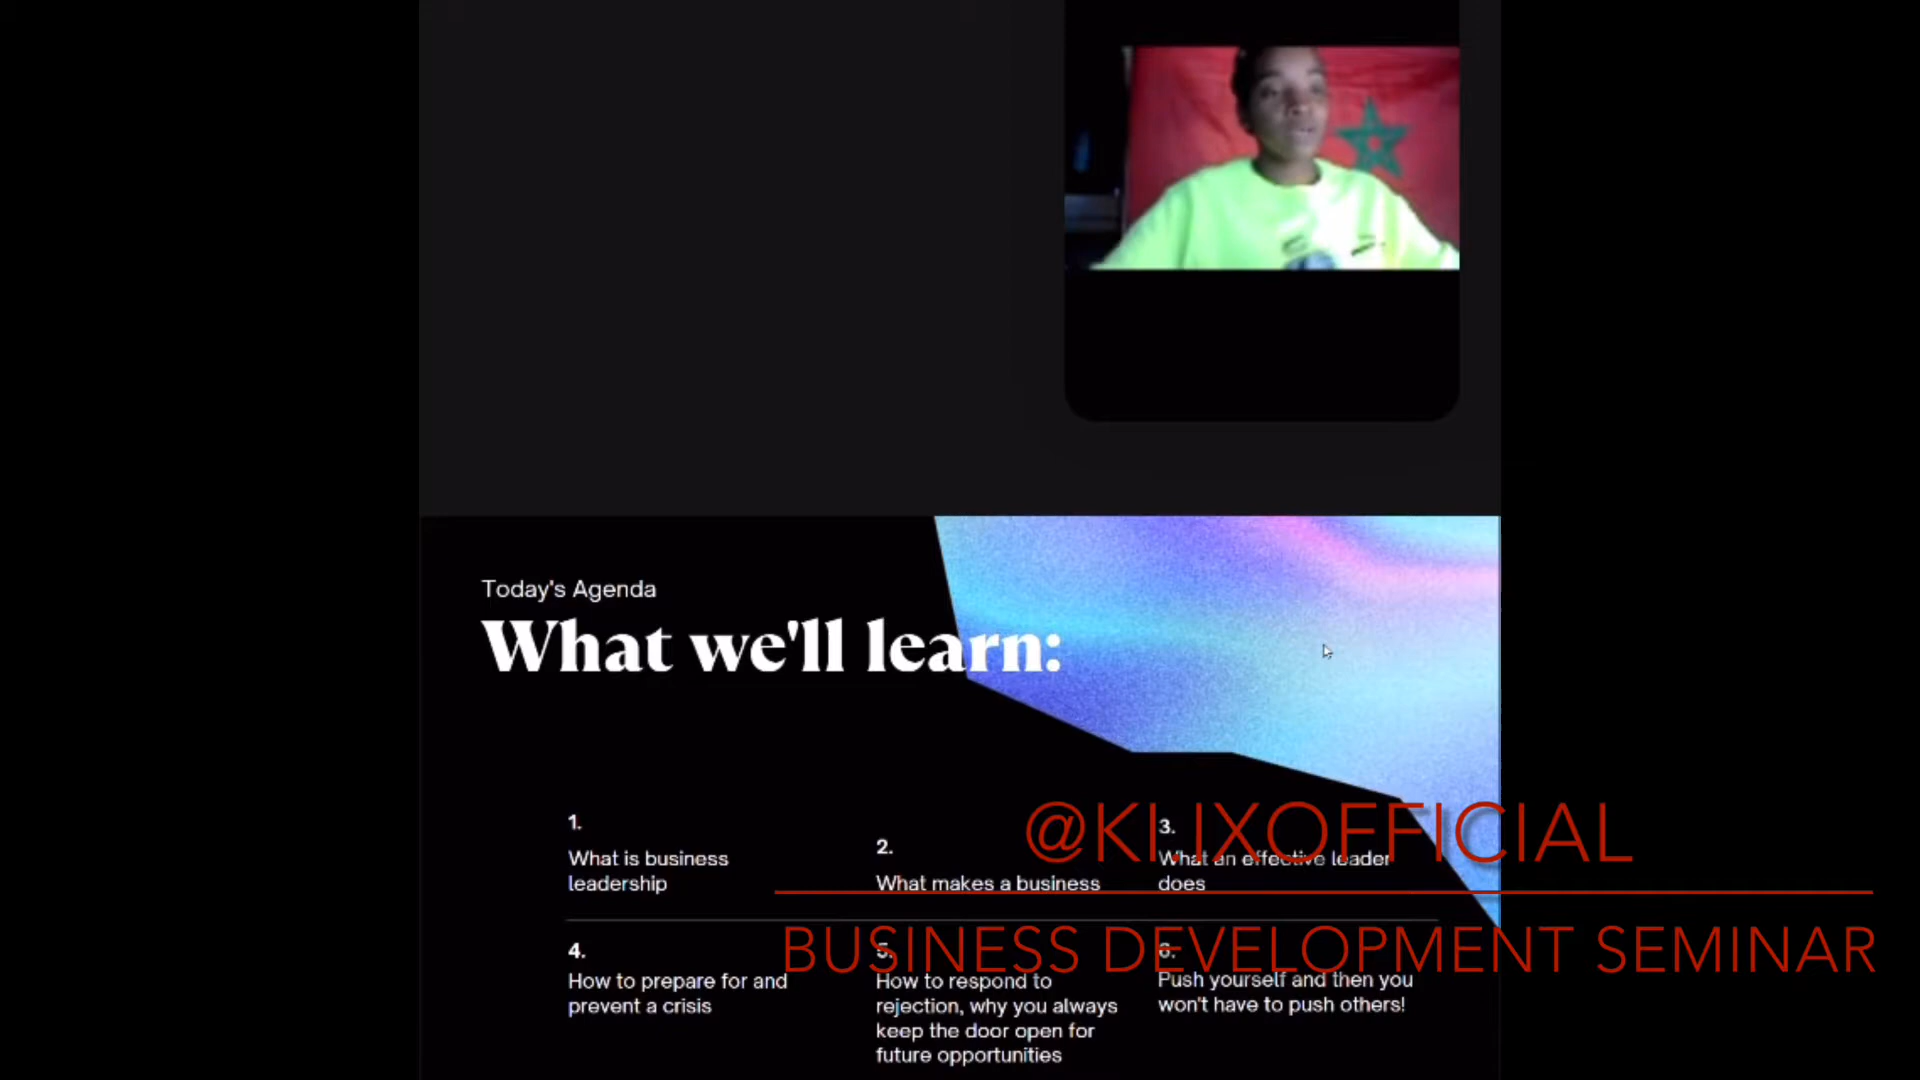 Today's Agenda
What we'll learn:
1.
What is business
leadership
2.
What makes a business
3.
What an effective leader
does
4.
How to prepare for and
prevent a crisis
5.
How to respond to
rejection, why you always
keep the door open for
future opportunities
6.
Push yourself and then you
won't have to push others!
@KLIXOFFICIAL
BUSINESS DEVELOPMENT SEMINAR